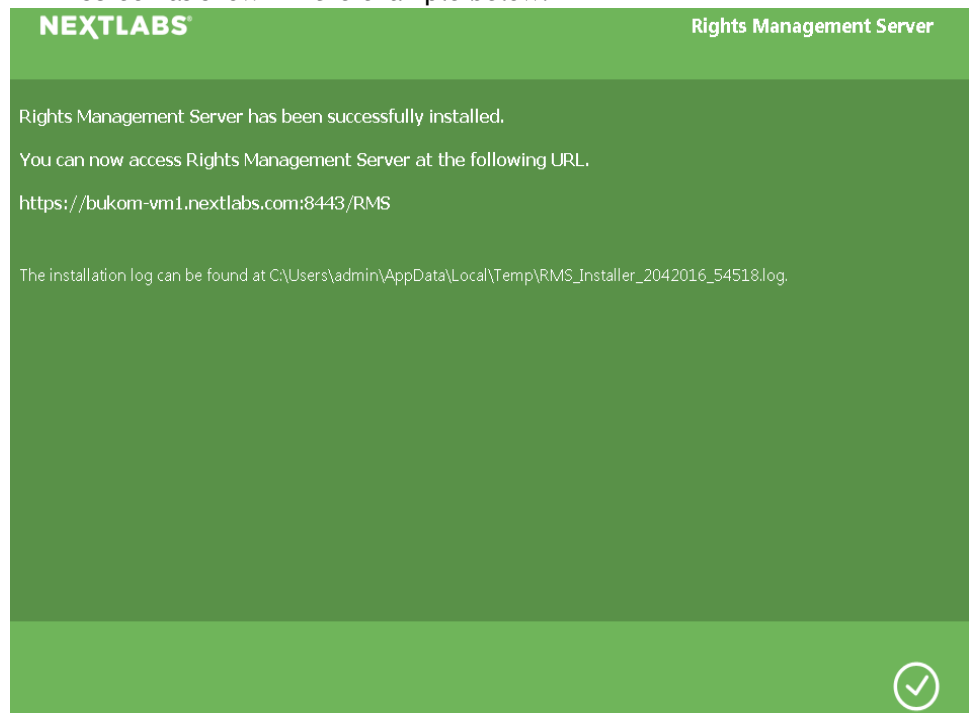 NEXTLABS®
Rights Management Server
Rights Management Server has been successfully installed.
You can now access Rights Management Server at the following URL.
https://bukom-vm1.nextlabs.com:8443/RMS
The installation log can be found at C:\Users\admin\AppData\Local\Temp\RMS_Installer_2042016_54518.log.